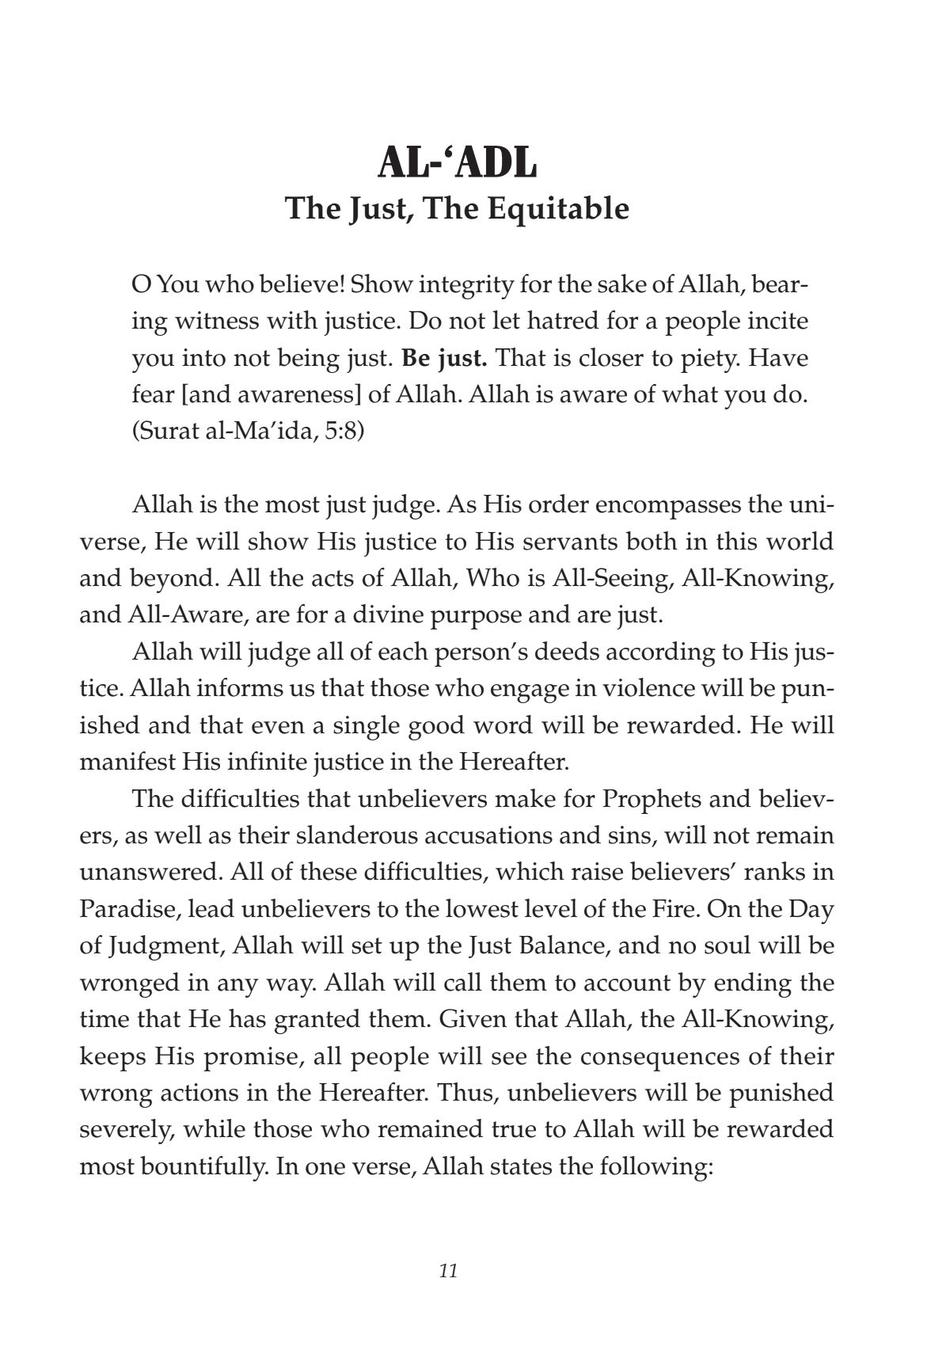 AL-‘ADL
The Just, The Equitable
O You who believe! Show integrity for the sake of Allah, bear-
ing witness with justice. Do not let hatred for a people incite
you into not being just. Be just. That is closer to piety. Have
fear [and awareness] of Allah. Allah is aware of what you do.
(Surat al-Ma’ida, 5:8)
Allah is the most just judge. As His order encompasses the uni-
verse, He will show His justice to His servants both in this world
and beyond. All the acts of Allah, Who is All-Seeing, All-Knowing,
and All-Aware, are for a divine purpose and are just.
Allah will judge all of each person’s deeds according to His jus-
tice. Allah informs us that those who engage in violence will be pun-
ished and that even a single good word will be rewarded. He will
manifest His infinite justice in the Hereafter.
The difficulties that unbelievers make for Prophets and believ-
ers, as well as their slanderous accusations and sins, will not remain
unanswered. All of these difficulties, which raise believers’ ranks in
Paradise, lead unbelievers to the lowest level of the Fire. On the Day
of Judgment, Allah will set up the Just Balance, and no soul will be
wronged in any way. Allah will call them to account by ending the
time that He has granted them. Given that Allah, the All-Knowing,
keeps His promise, all people will see the consequences of their
wrong actions in the Hereafter. Thus, unbelievers will be punished
severely, while those who remained true to Allah will be rewarded
most bountifully. In one verse, Allah states the following:
11